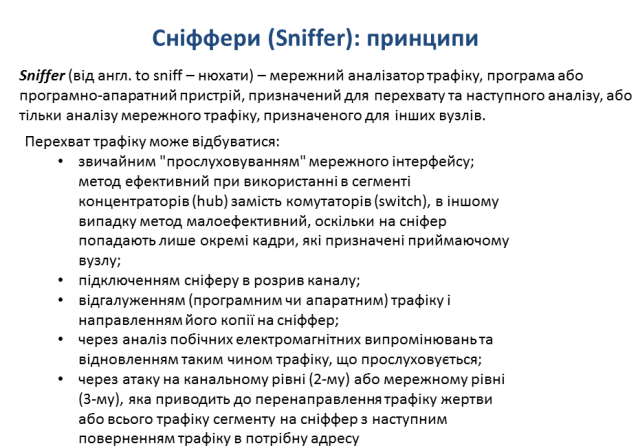 Сніффери (Sniffer): принципи
Sniffer (від англ. to sniff – нюхати) – мережний аналізатор трафіку, програма або
програмно-апаратний пристрій, призначений для перехвату та наступного аналізу, або
тільки аналізу мережного трафіку, призначеного для інших вузлів.
Перехват трафіку може відбуватися:
• звичайним "прослуховуванням" мережного інтерфейсу;
метод ефективний при використанні в сегменті
концентраторів (hub) замість комутаторів (switch), в іншому
випадку метод малоефективний, оскільки на сніфер
попадають лише окремі кадри, які призначені приймаючому
вузлу;
• підключенням сніферу в розрив каналу;
• відгалуженням (програмним чи апаратним) трафіку і
направленням його копії на сніффер;
• через аналіз побічних електромагнітних випромінювань та
відновленням таким чином трафіку, що прослуховується;
• через атаку на канальному рівні (2-му) або мережному рівні
(3-му), яка приводить до перенаправлення трафіку жертви
або всього трафіку сегменту на сніффер з наступним
поверненням трафіку в потрібну адресу